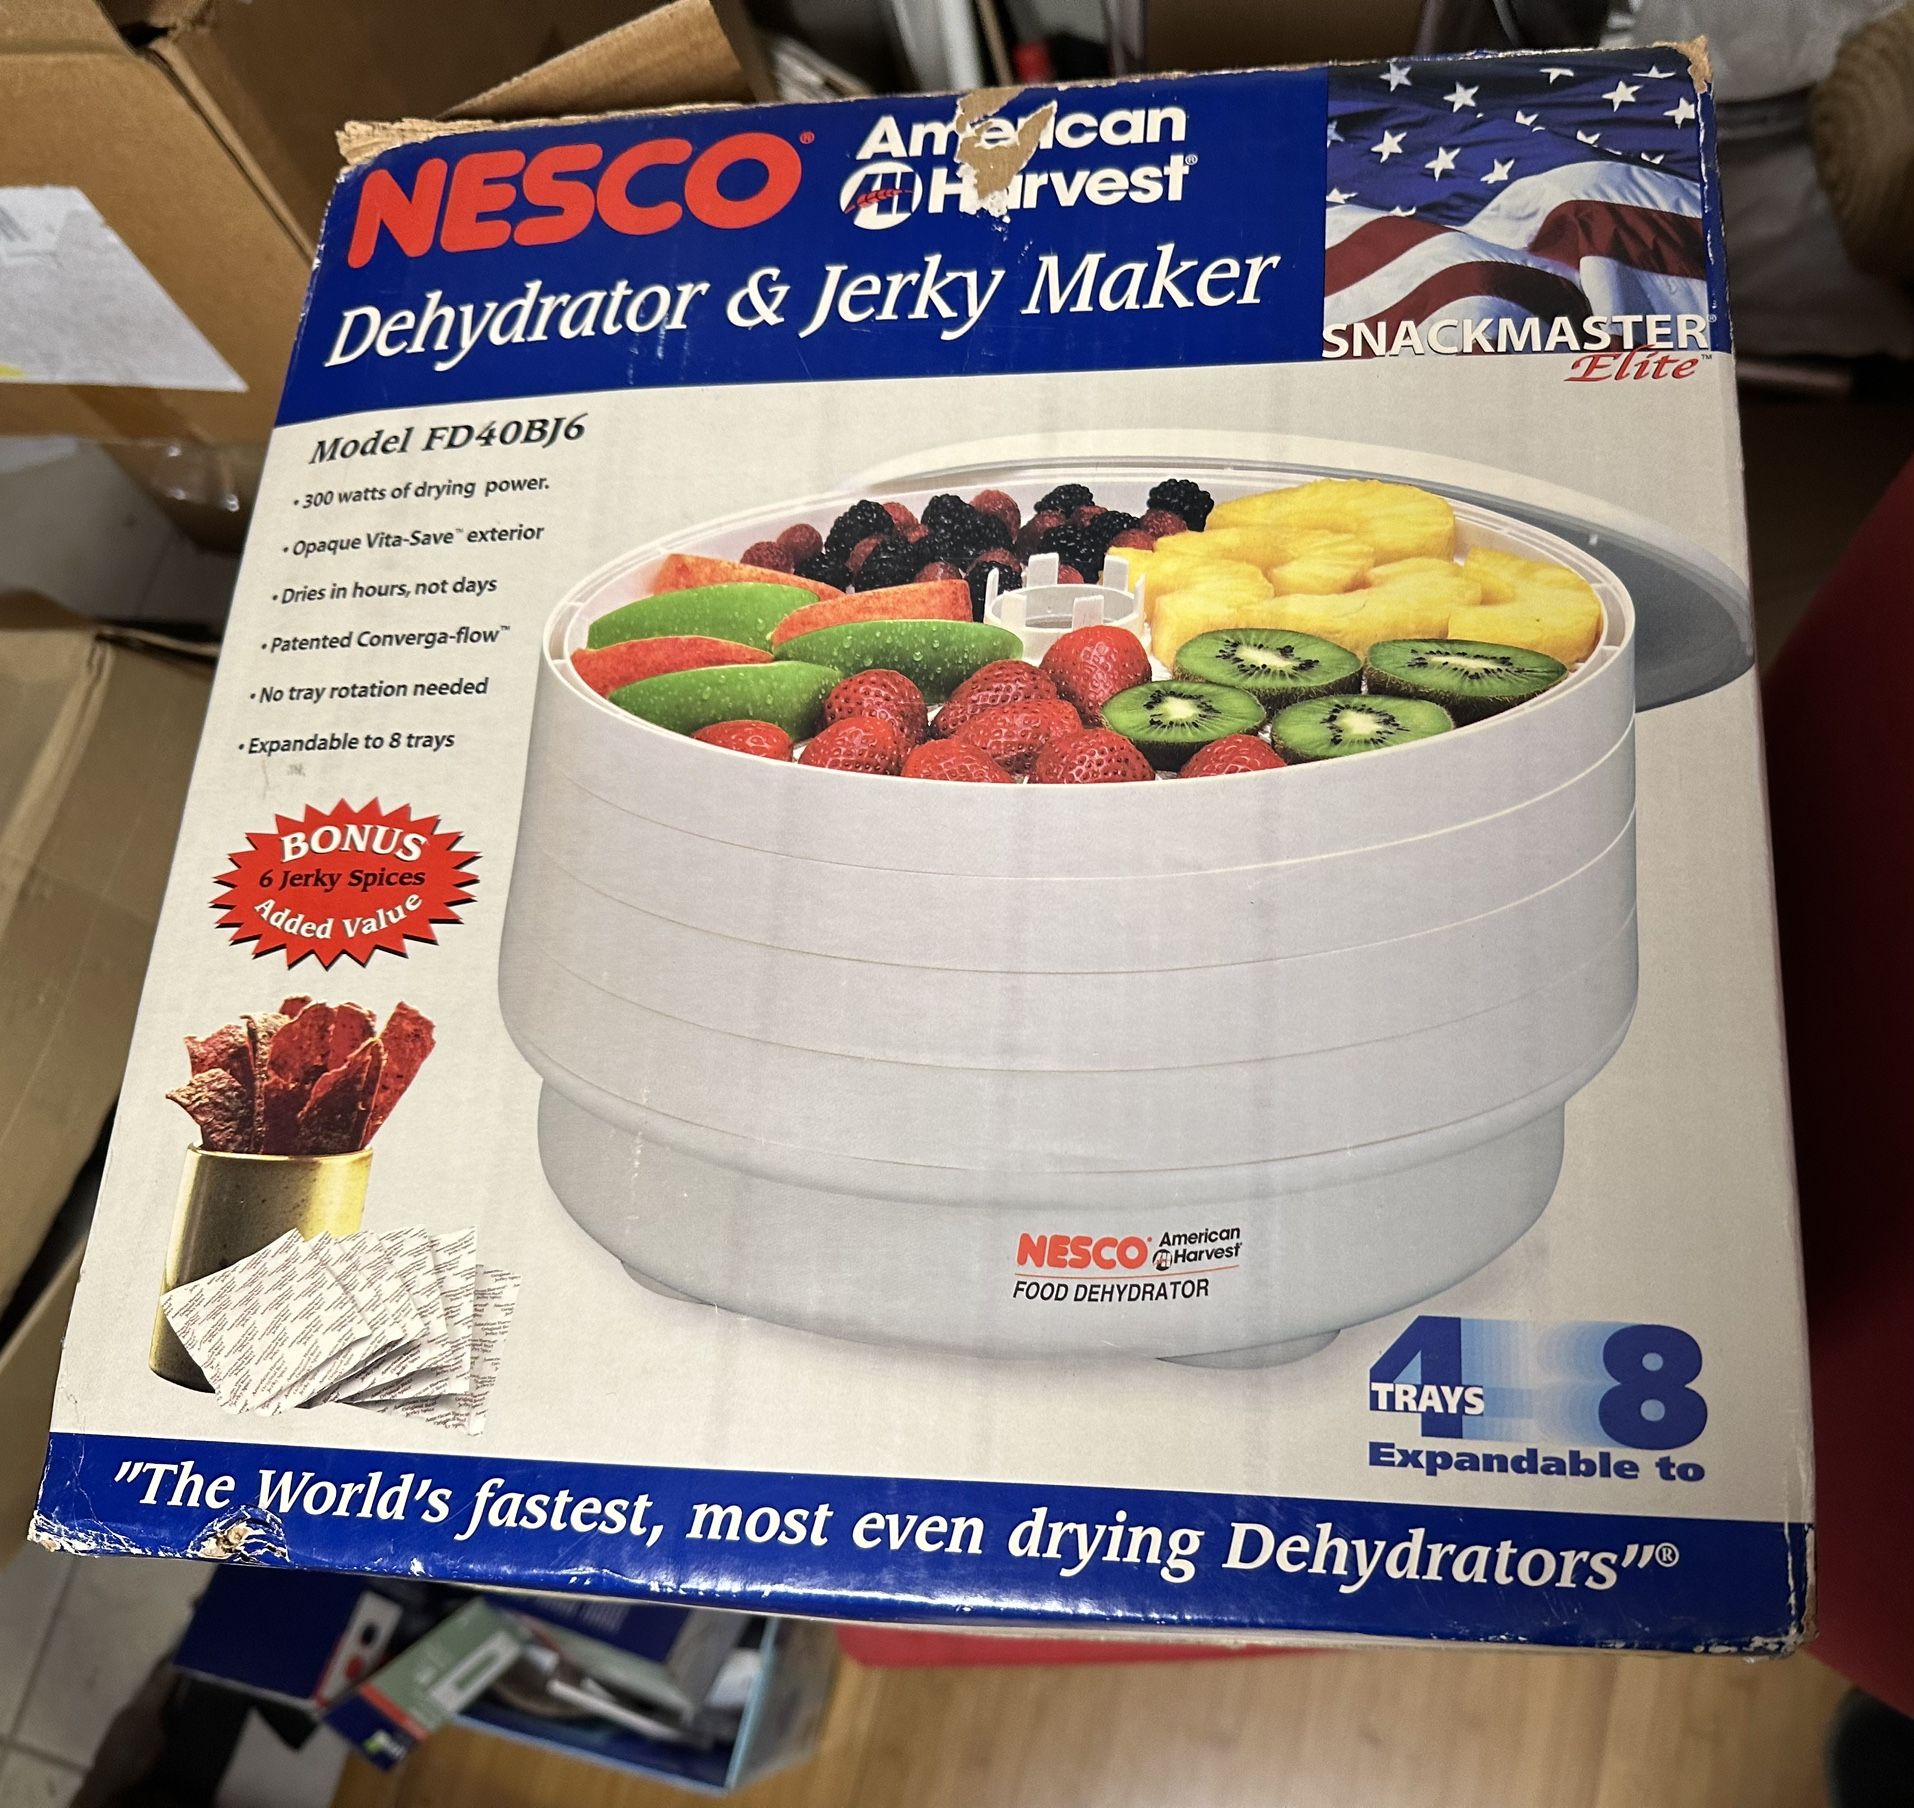 NESCO®
American
Harvest®
Dehydrator & Jerky Maker
SNACKMASTER®
Elite™
Model FD40BJ6
• 300 watts of drying power.
• Opaque Vita-Save™ exterior
• Dries in hours, not days
• Patented Converga-flow™
• No tray rotation needed
• Expandable to 8 trays
BONUS
6 Jerky Spices
Added Value
NESCO® American
Harvest®
FOOD DEHYDRATOR
4 8
TRAYS
Expandable to
"The World's fastest, most even drying Dehydrators"®